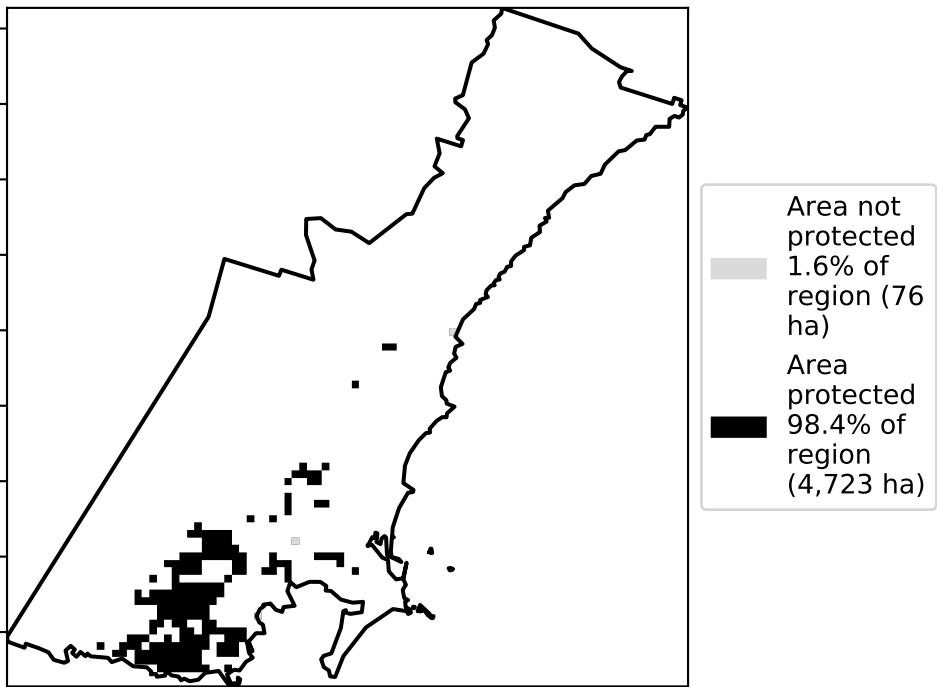 Area not
protected
1.6% of
region (76
ha)
Area
protected
98.4% of
region
(4,723 ha)